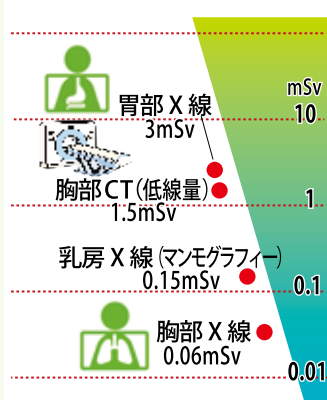 mSv
10
胃部X線
3mSv
胸部CT(低線量)
1.5mSv
1
乳房X線(マンモグラフィー)
0.15mSv
0.1
胸部X線
0.06mSv
0.01